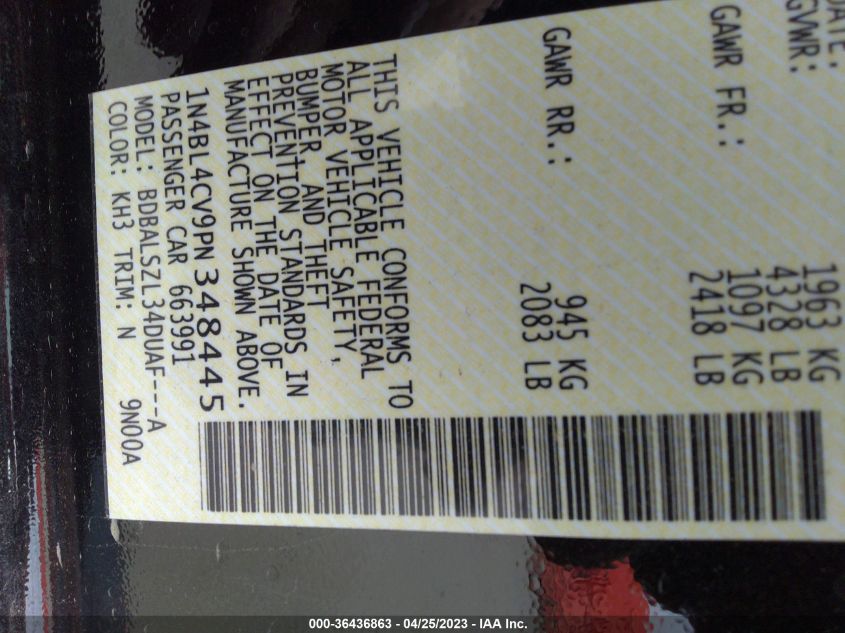 DATE:
GVWR: 1963 KG
4328 LB
GAWR FR.: 1097 KG
2418 LB
GAWR RR.: 945 KG
2083 LB
THIS VEHICLE CONFORMS TO
ALL APPLICABLE FEDERAL
MOTOR VEHICLE SAFETY,
BUMPER, AND THEFT
PREVENTION STANDARDS IN
EFFECT ON THE DATE OF
MANUFACTURE SHOWN ABOVE.
1N4BL4CV9PN348445
PASSENGER CAR 663991
MODEL: BDBALSZL34DUAF---A
COLOR: KH3 TRIM: N 9N00A
000-36436863 - 04/25/2023 - IAA Inc.